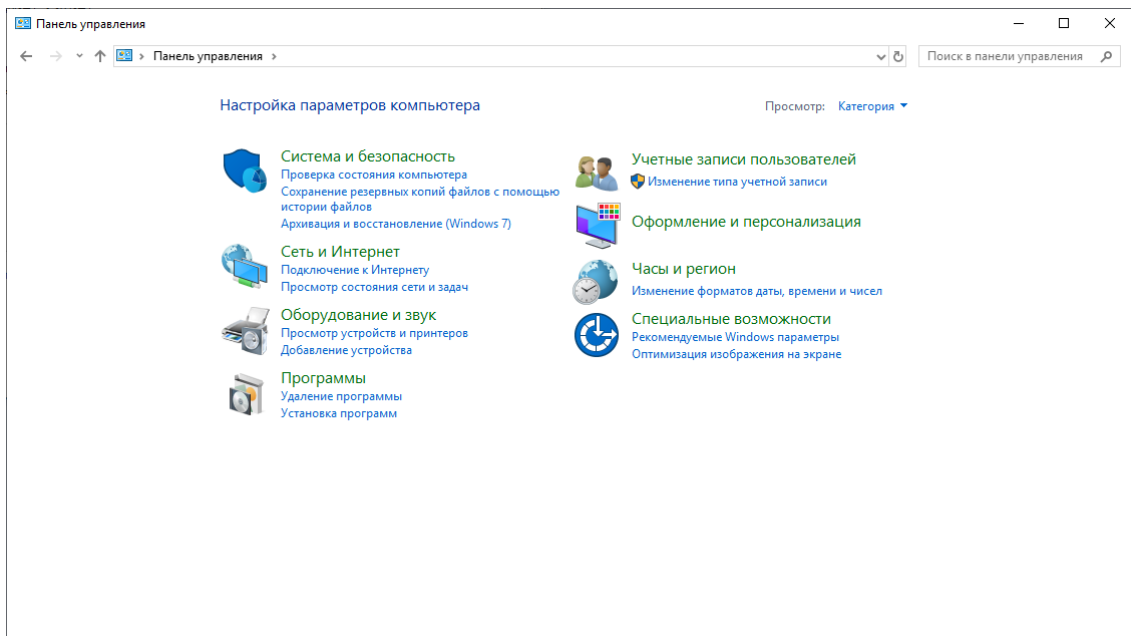 Панель управления
Панель управления
Поиск в панели управления
Настройка параметров компьютера
Просмотр: Категория
Система и безопасность
Проверка состояния компьютера
Сохранение резервных копий файлов с помощью
истории файлов
Архивация и восстановление (Windows 7)
Сеть и Интернет
Подключение к Интернету
Просмотр состояния сети и задач
Оборудование и звук
Просмотр устройств и принтеров
Добавление устройства
Программы
Удаление программы
Установка программ
Учетные записи пользователей
Изменение типа учетной записи
Оформление и персонализация
Часы и регион
Изменение форматов даты, времени и чисел
Специальные возможности
Рекомендуемые Windows параметры
Оптимизация изображения на экране